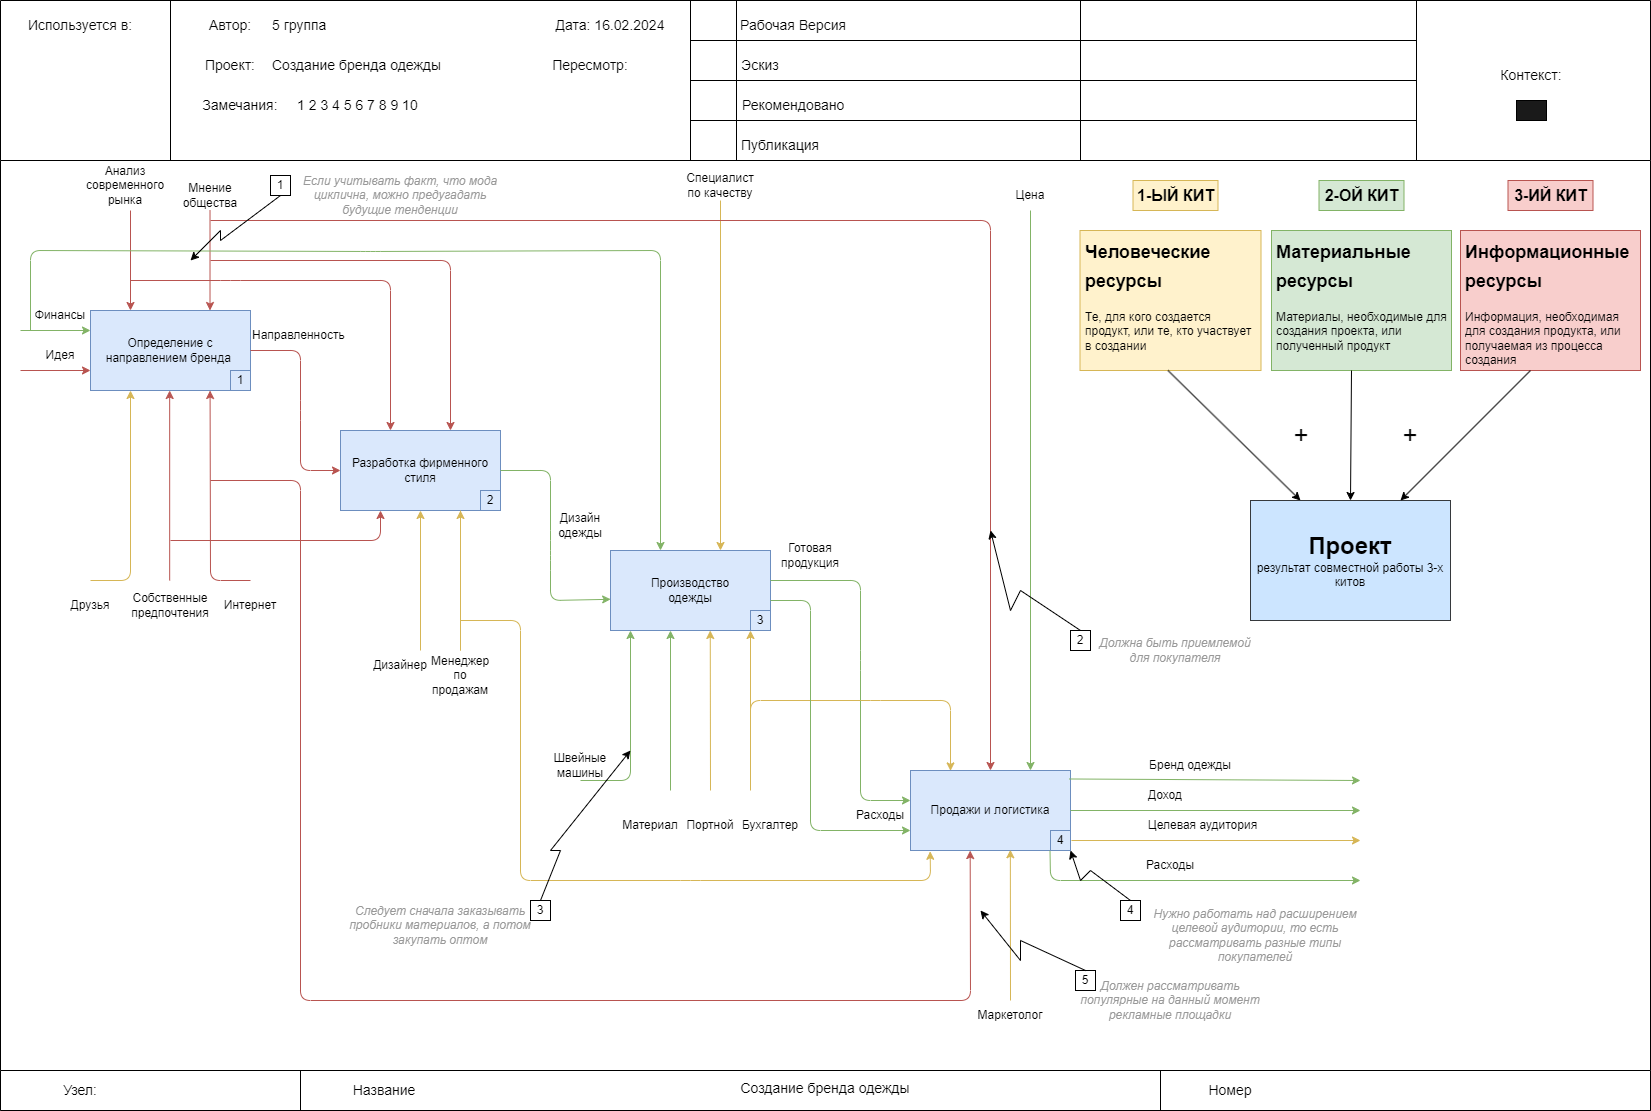 Используется в:
Автор: 5 группа
Дата: 16.02.2024
Проект: Создание бренда одежды
Пересмотр:
Замечания: 1 2 3 4 5 6 7 8 9 10
Рабочая Версия
Эскиз
Рекомендовано
Публикация
Контекст:
Анализ
современного
рынка
Мнение
общества
1
Если учитывать факт, что мода
циклична, можно предугадать
будущие тенденции
Специалист
по качеству
Цена
1-ЫЙ КИТ
2-ОЙ КИТ
3-ИЙ КИТ
Человеческие
ресурсы
Те, для кого создается
продукт, или те, кто участвует
в создании
Материальные
ресурсы
Материалы, необходимые для
создания проекта, или
полученный продукт
Информационные
ресурсы
Информация, необходимая
для создания продукта, или
получаемая из процесса
создания
+
+
Проект
результат совместной работы 3-х
китов
Финансы
Идея
Определение с
направлением бренда
1
Направленность
Разработка фирменного
стиля
2
Дизайн
одежды
Друзья
Собственные
предпочтения
Интернет
Дизайнер
Менеджер
по
продажам
Производство
одежды
3
Готовая
продукция
2
Должна быть приемлемой
для покупателя
Швейные
машины
Материал
Портной
Бухгалтер
Расходы
Продажи и логистика
4
Бренд одежды
Доход
Целевая аудитория
Расходы
3
Следует сначала заказывать
пробники материалов, а потом
закупать оптом
4
Нужно работать над расширением
целевой аудитории, то есть
рассматривать разные типы
покупателей
5
Должен рассматривать
популярные на данный момент
рекламные площадки
Маркетолог
Узел:
Название
Создание бренда одежды
Номер